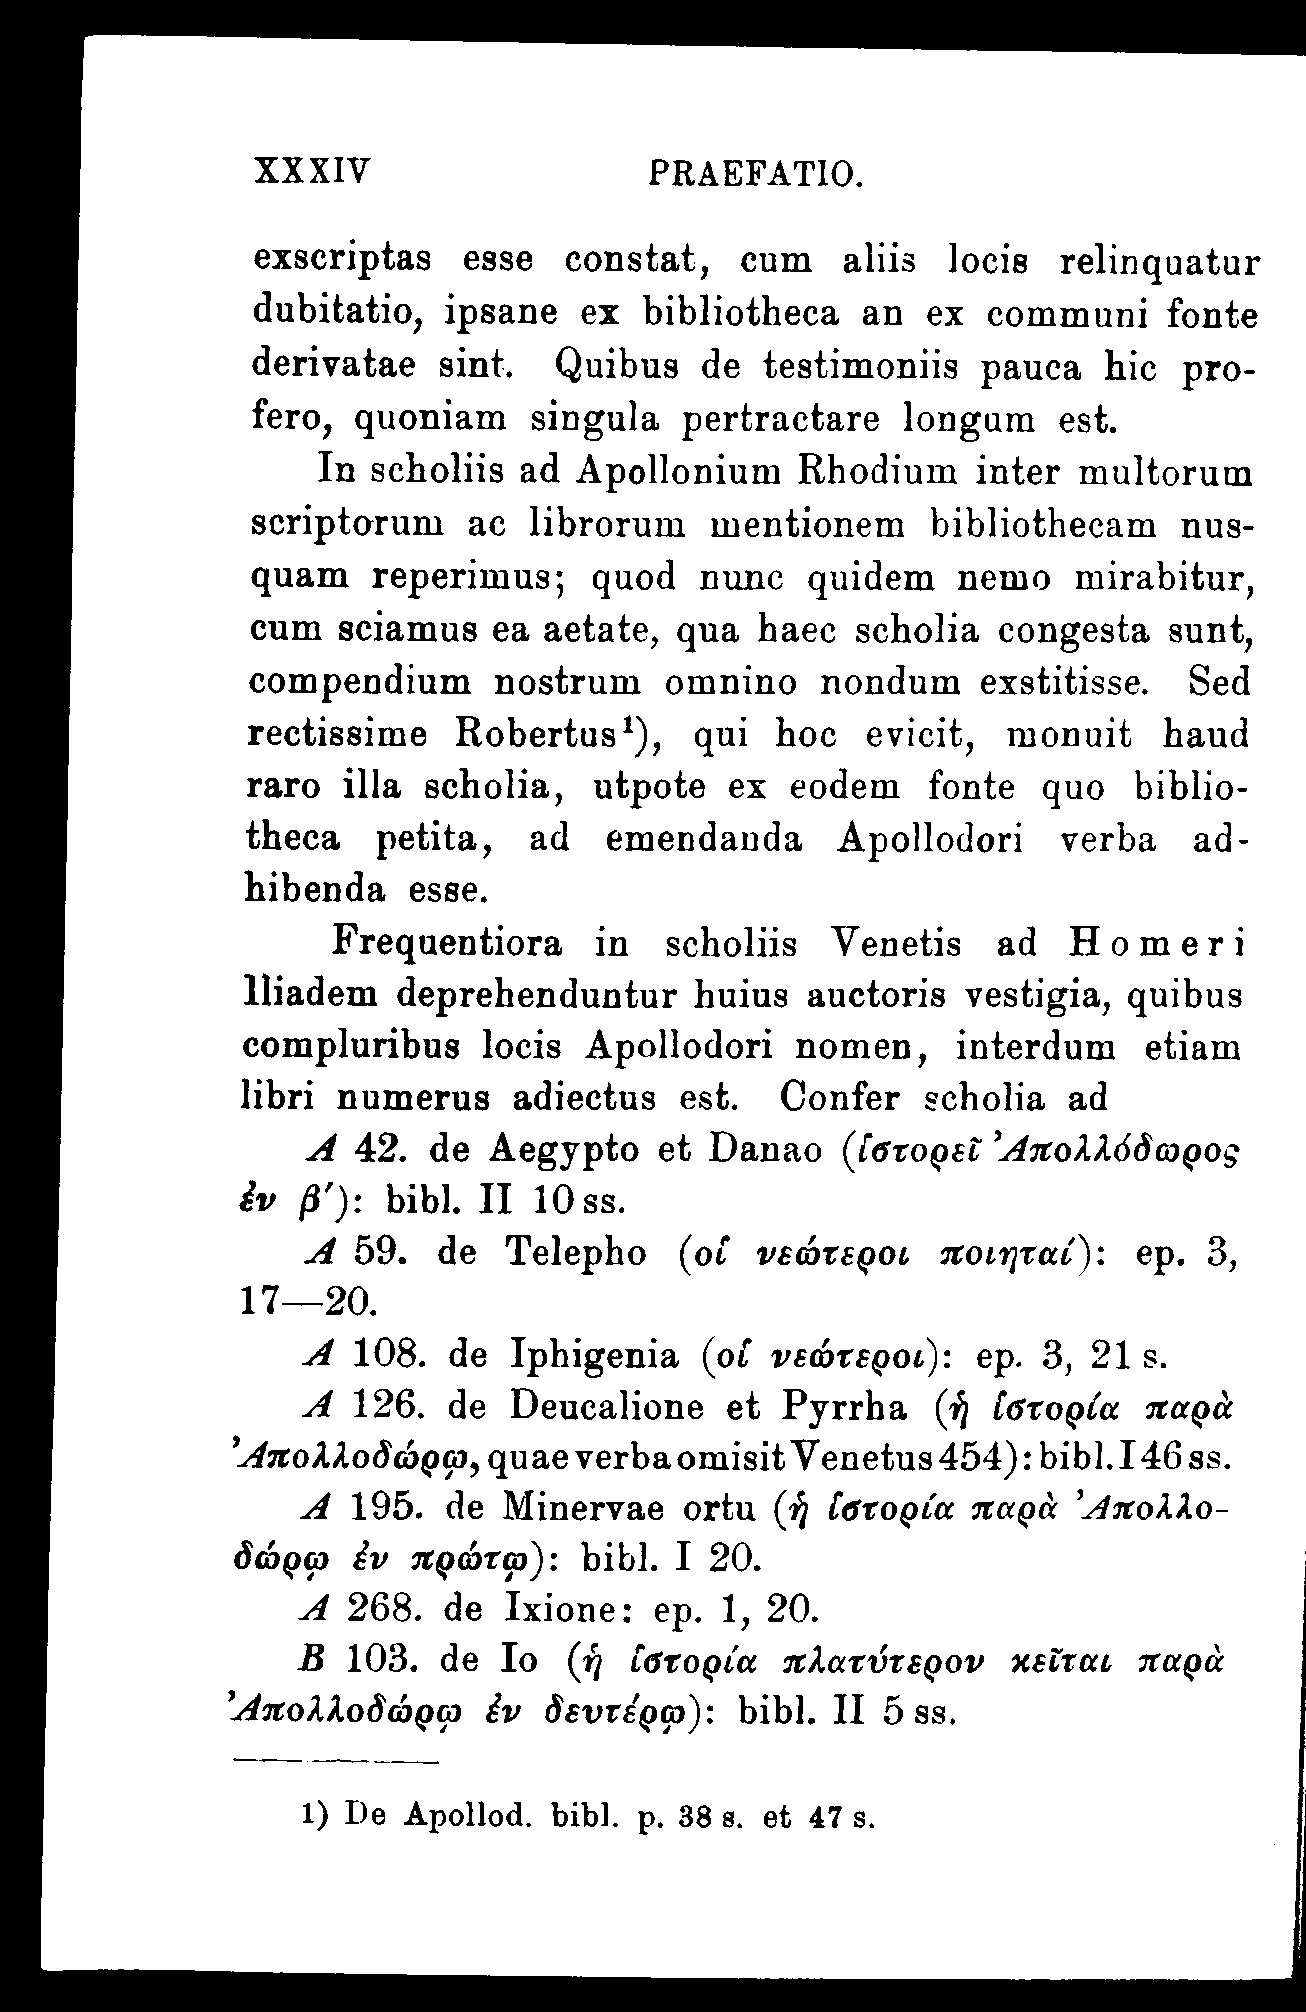 XXXIV PRAEFATIO.
exscriptas esse constat, cum aliis locis relinquatur
dubitatio, ipsane ex bibliotheca an ex communi fonte
derivatae sint. Quibus de testimoniis pauca hic pro-
fero, quoniam singula pertractare longum est.
In scholiis ad Apollonium Rhodium inter multorum
scriptorum ac librorum mentionem bibliothecam nus-
quam reperimus; quod nunc quidem nemo mirabitur,
cum sciamus ea aetate, qua haec scholia congesta sunt,
compendium nostrum omnino nondum exstitisse. Sed
rectissime Robertus¹), qui hoc evicit, monuit haud
raro illa scholia, utpote ex eodem fonte quo biblio-
theca petita, ad emendanda Apollodori verba ad-
hibenda esse.
Frequentiora in scholiis Venetis ad Homeri
Iliadem deprehenduntur huius auctoris vestigia, quibus
compluribus locis Apollodori nomen, interdum etiam
libri numerus adiectus est. Confer scholia ad
Α 42. de Aegypto et Danao (ἱστορεῖ Ἀπολλόδωρος
ἐν β′): bibl. II 10 ss.
Α 59. de Telepho (οἱ νεώτεροι ποιηταί): ep. 3,
17—20.
Α 108. de Iphigenia (οἱ νεώτεροι): ep. 3, 21 s.
Α 126. de Deucalione et Pyrrha (ἡ ἱστορία παρὰ
Ἀπολλοδώρῳ, quae verba omisit Venetus 454): bibl. I 46 ss.
Α 195. de Minervae ortu (ἡ ἱστορία παρὰ Ἀπολλο-
δώρῳ ἐν πρώτῳ): bibl. I 20.
Α 268. de Ixione: ep. 1, 20.
Β 103. de Io (ἡ ἱστορία πλατύτερον κεῖται παρὰ
Ἀπολλοδώρῳ ἐν δευτέρῳ): bibl. II 5 ss.
1) De Apollod. bibl. p. 38 s. et 47 s.